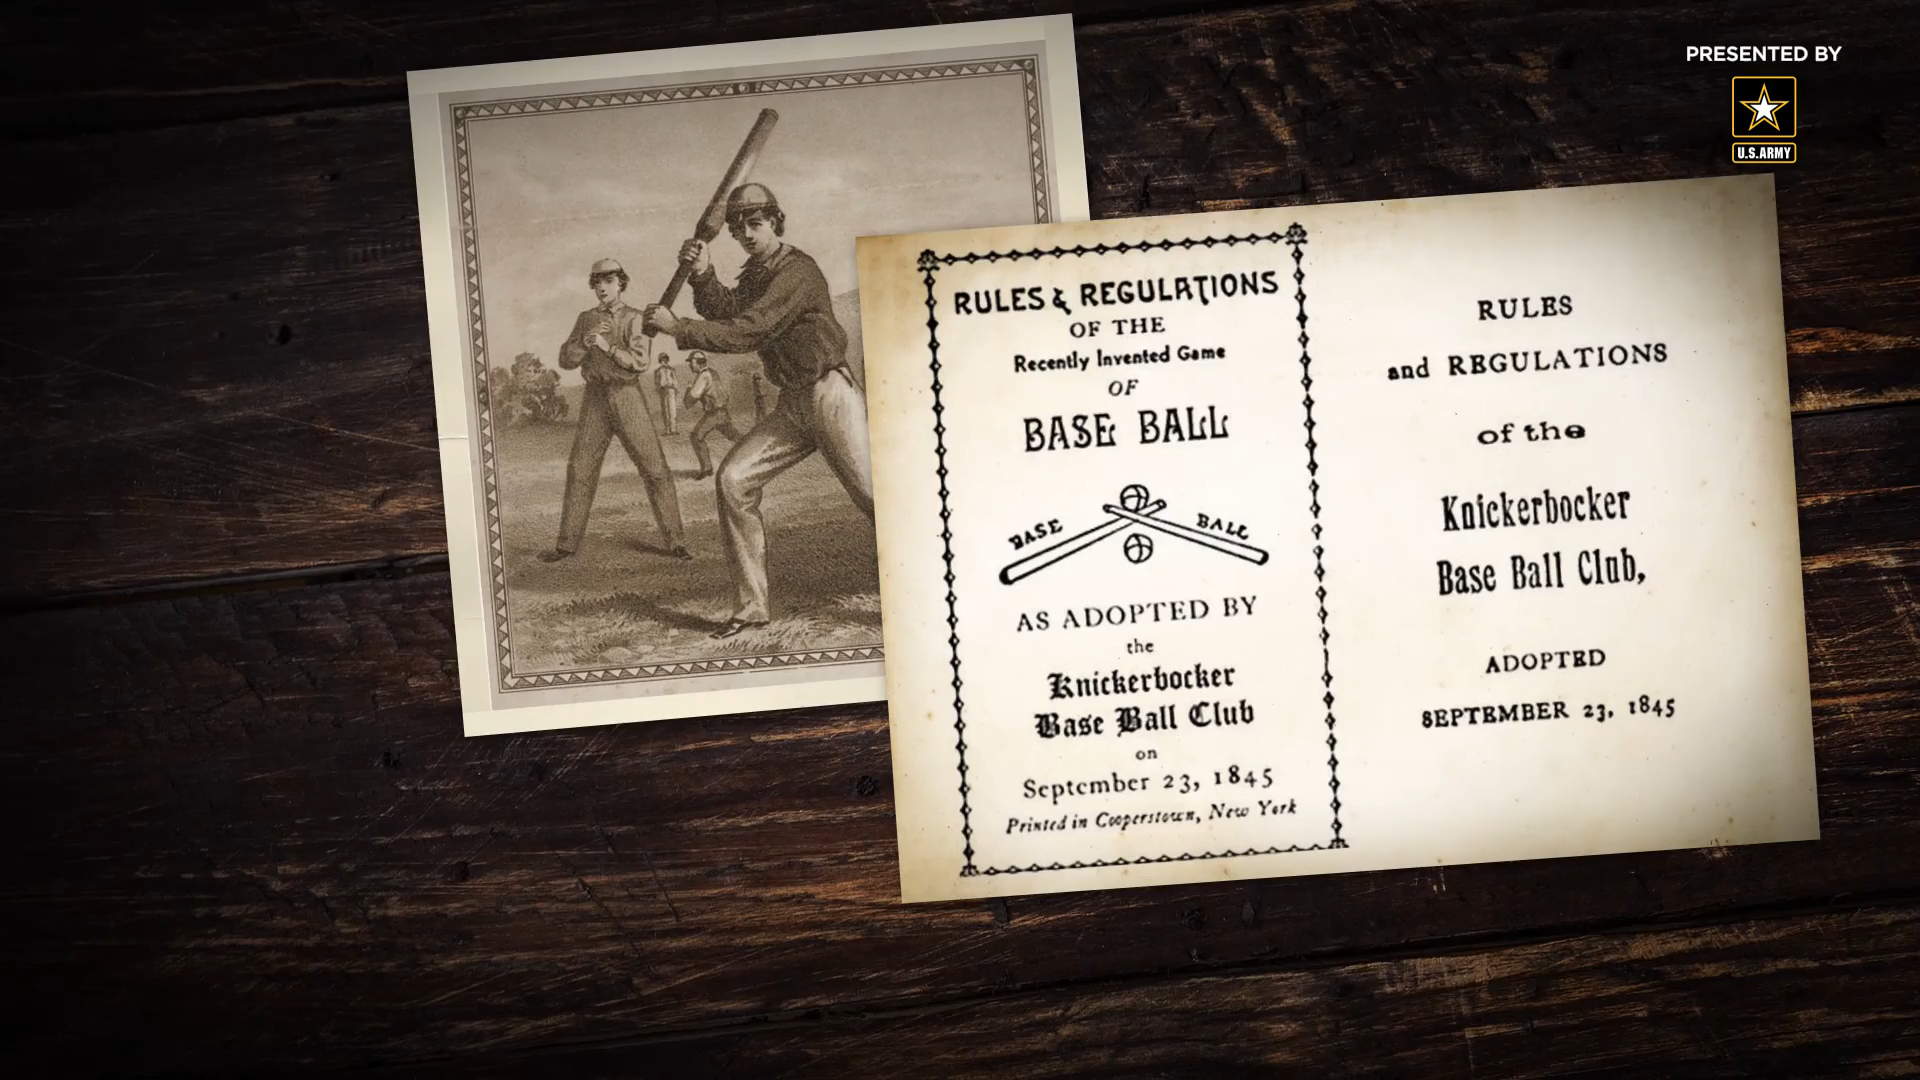 PRESENTED BY
U.S.ARMY
RULES & REGULATIONS
OF THE
Recently Invented Game
OF
BASE BALL
BASE BALL
AS ADOPTED BY
the
Knickerbocker
Base Ball Club
on
September 23, 1845
Printed in Cooperstown, New York
RULES
and REGULATIONS
of the
Knickerbocker
Base Ball Club,
ADOPTED
SEPTEMBER 23, 1845